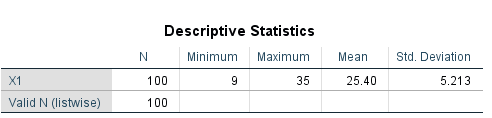 Descriptive Statistics
N Minimum Maximum Mean Std. Deviation
X1 100 9 35 25.40 5.213
Valid N (listwise) 100